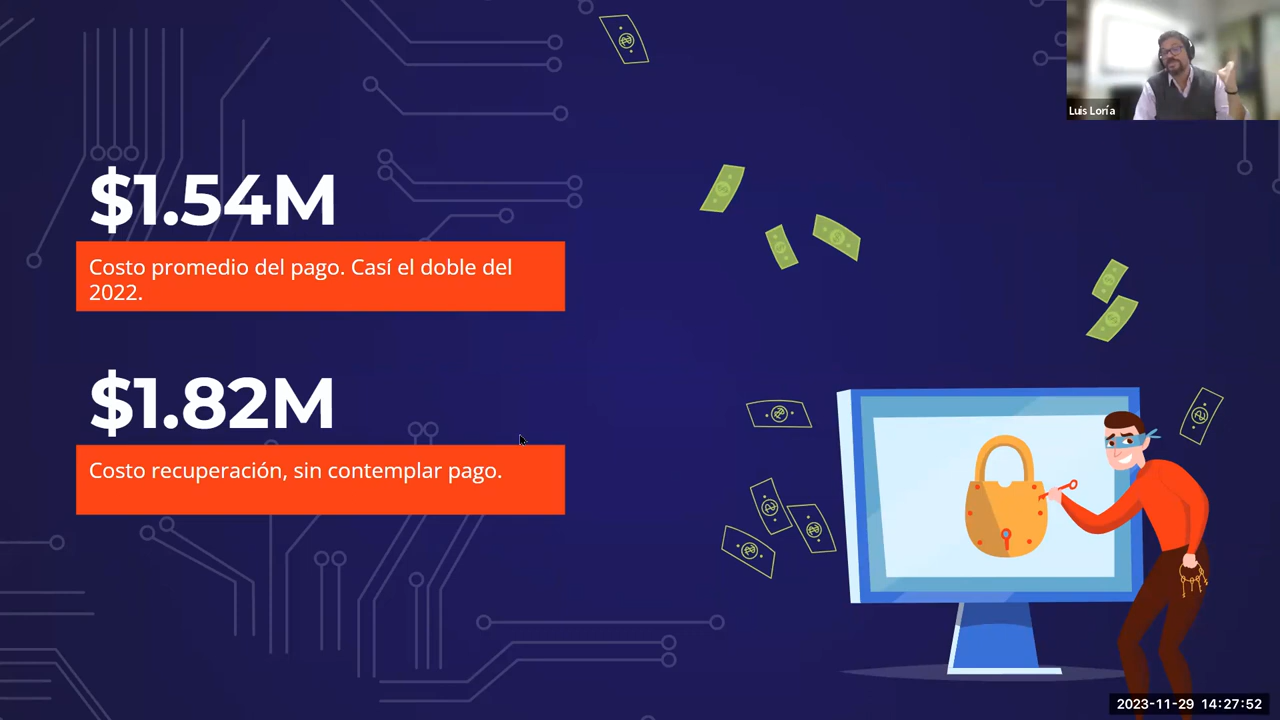 Luis Loría
$1.54M
Costo promedio del pago. Casí el doble del
2022.
$1.82M
Costo recuperación, sin contemplar pago.
2023-11-29 14:27:52